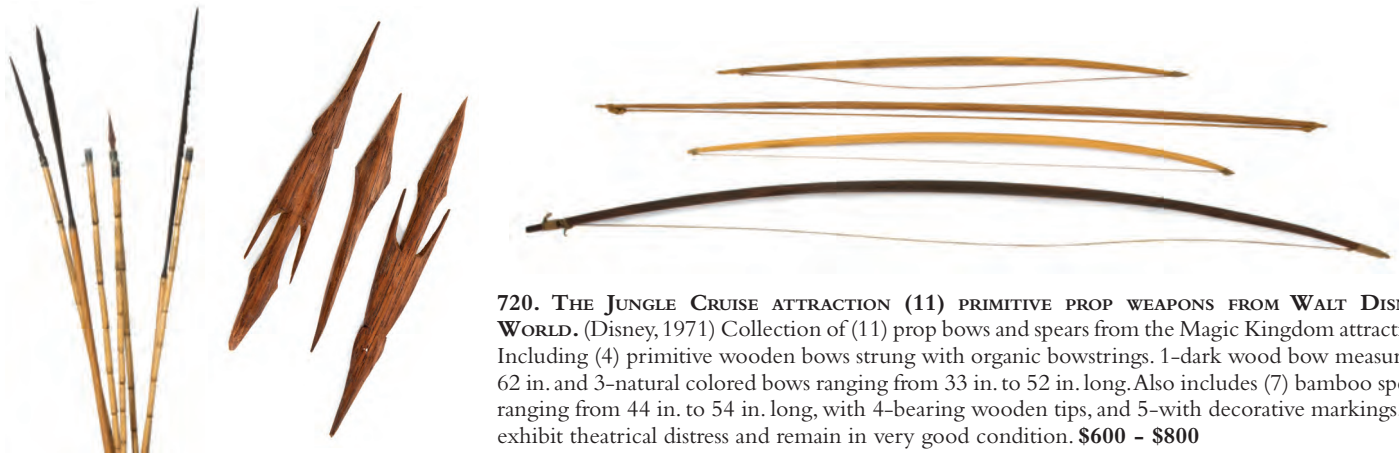 720. The Jungle Cruise attraction (11) primitive prop weapons from Walt
World. (Disney, 1971) Collection of (11) prop bows and spears from the Magic Kingdom
Including (4) primitive wooden bows strung with organic bowstrings. 1-dark wood bow
62 in. and 3-natural colored bows ranging from 33 in. to 52 in. long. Also includes (7) bamboo
ranging from 44 in. to 54 in. long, with 4-bearing wooden tips, and 5-with decorative markings
exhibit theatrical distress and remain in very good condition. $600 - $800